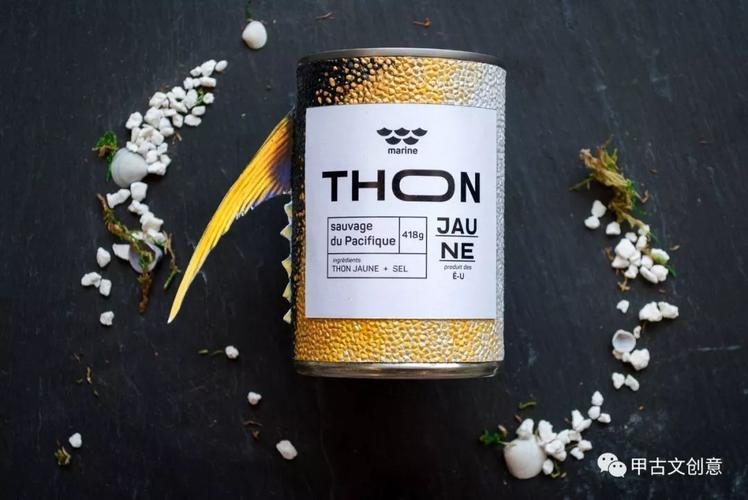 marine
THON
sauvage
du Pacifique
418g
ingrédients
THON JAUNE + SEL
JAU
NE
produit des
É-U
甲古文创意